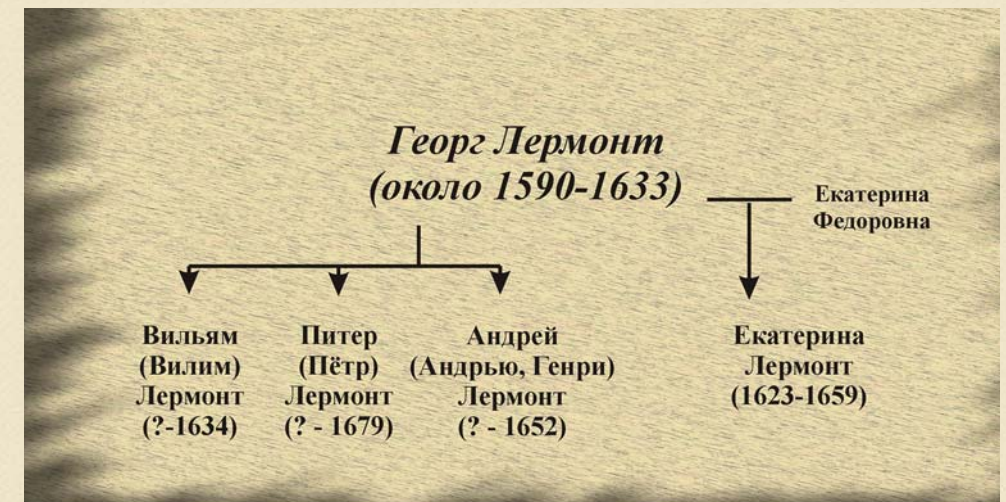 Георг Лермонт
(около 1590-1633)
Екатерина
Федоровна
Вильям
(Вилим)
Лермонт
(?-1634)
Питер
(Пётр)
Лермонт
(? - 1679)
Андрей
(Андрью, Генри)
Лермонт
(? - 1652)
Екатерина
Лермонт
(1623-1659)